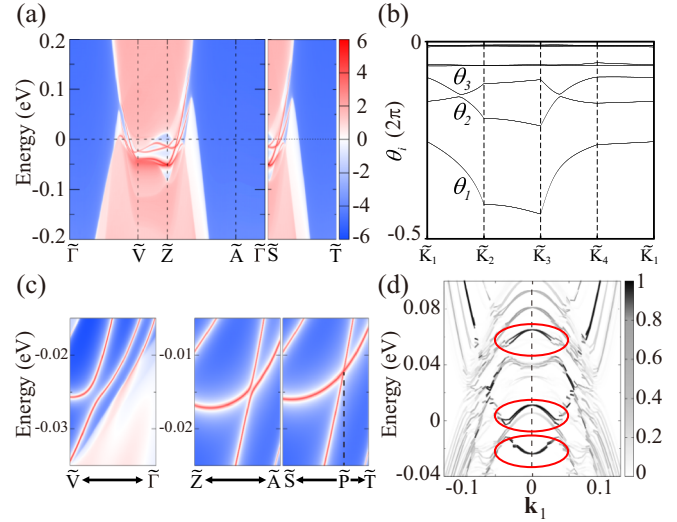 (a)
0.2
0.1
0
-0.1
-0.2
Energy (eV)
Γ̃ Ṽ Z̃ Ã Γ̃ S̃ T̃
6
4
2
0
-2
-4
-6
(b)
0
-0.5
θi (2π)
θ3
θ2
θ1
K̃1 K̃2 K̃3 K̃4 K̃1
(c)
Energy (eV)
-0.02
-0.03
-0.01
-0.02
Ṽ Γ̃ Z̃ Ã S̃ P̃ T̃
(d)
0.08
0.04
0
-0.04
Energy (eV)
-0.1 0 0.1
k1
1
0.8
0.6
0.4
0.2
0